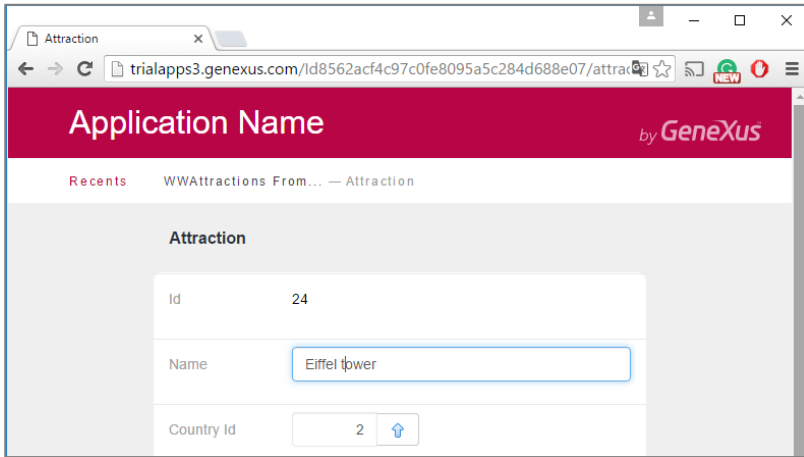 Attraction
trialapps3.genexus.com/Id8562acf4c97c0fe8095a5c284d688e07/attrac
NEW
Application Name
by GeneXus
Recents WWAttractions From... — Attraction
Attraction
Id 24
Name Eiffel tower
Country Id 2